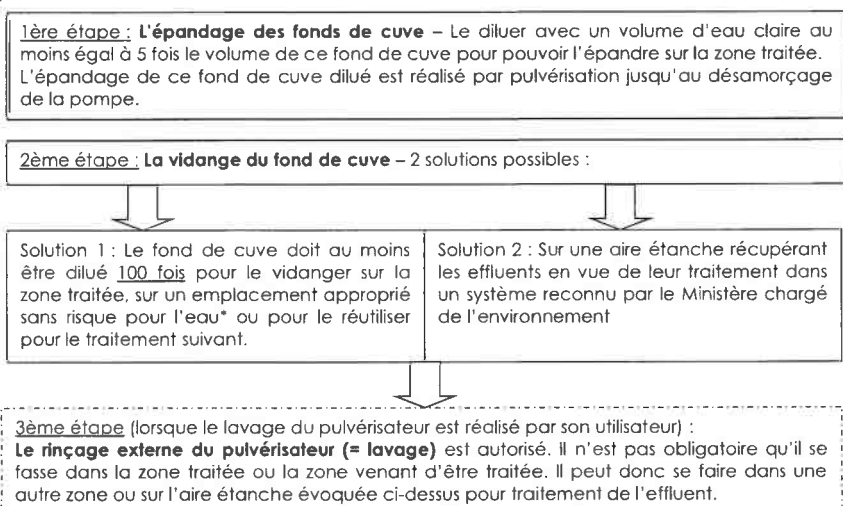 1ère étape : L'épandage des fonds de cuve – Le diluer avec un volume d'eau claire au
moins égal à 5 fois le volume de ce fond de cuve pour pouvoir l'épandre sur la zone traitée.
L'épandage de ce fond de cuve dilué est réalisé par pulvérisation jusqu'au désamorçage
de la pompe.
2ème étape : La vidange du fond de cuve – 2 solutions possibles :
Solution 1 : Le fond de cuve doit au moins
être dilué 100 fois pour le vidanger sur la
zone traitée, sur un emplacement approprié
sans risque pour l'eau* ou pour le réutiliser
pour le traitement suivant.
Solution 2 : Sur une aire étanche récupérant
les effluents en vue de leur traitement dans
un système reconnu par le Ministère chargé
de l'environnement
3ème étape (lorsque le lavage du pulvérisateur est réalisé par son utilisateur) :
Le rinçage externe du pulvérisateur (= lavage) est autorisé. Il n'est pas obligatoire qu'il se
fasse dans la zone traitée ou la zone venant d'être traitée. Il peut donc se faire dans une
autre zone ou sur l'aire étanche évoquée ci-dessus pour traitement de l'effluent.